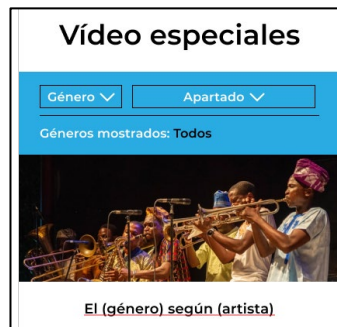 Vídeo especiales
Género
Apartado
Géneros mostrados: Todos
El (género) según (artista)